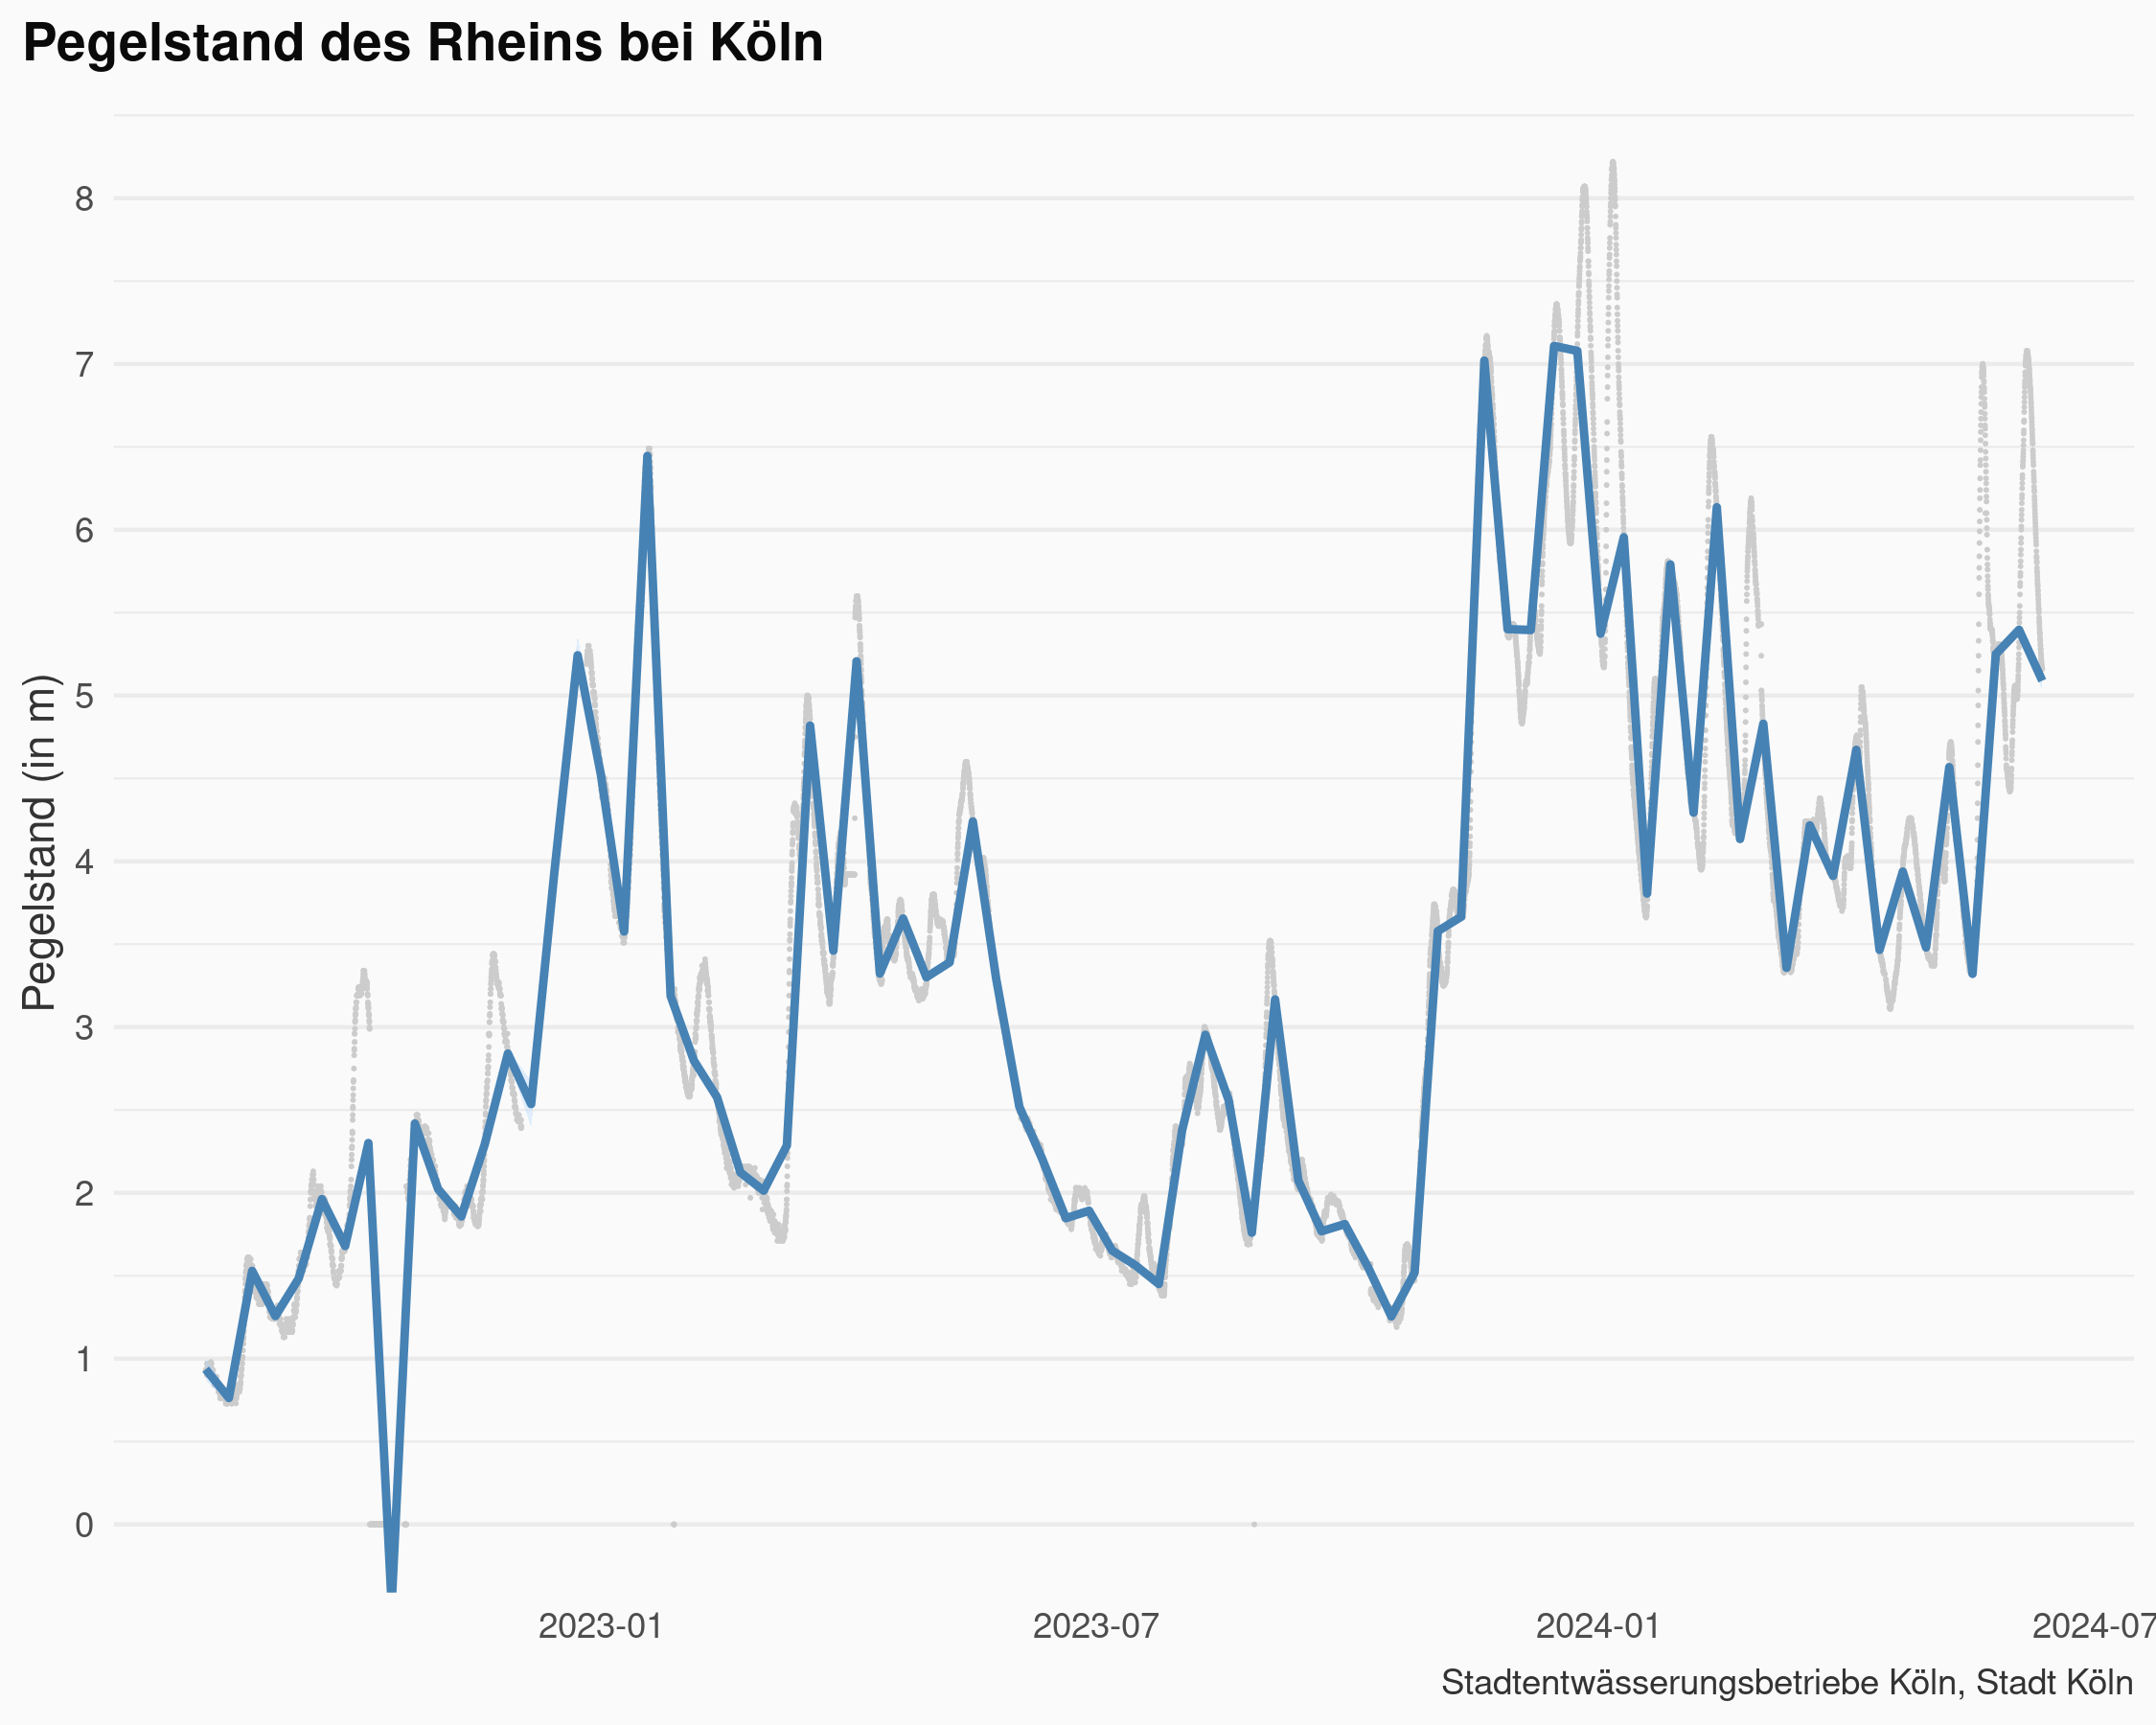 Pegelstand des Rheins bei Köln
Pegelstand (in m)
8
7
6
5
4
3
2
1
0
2023-01 2023-07 2024-01 2024-07
Stadtentwässerungsbetriebe Köln, Stadt Köln